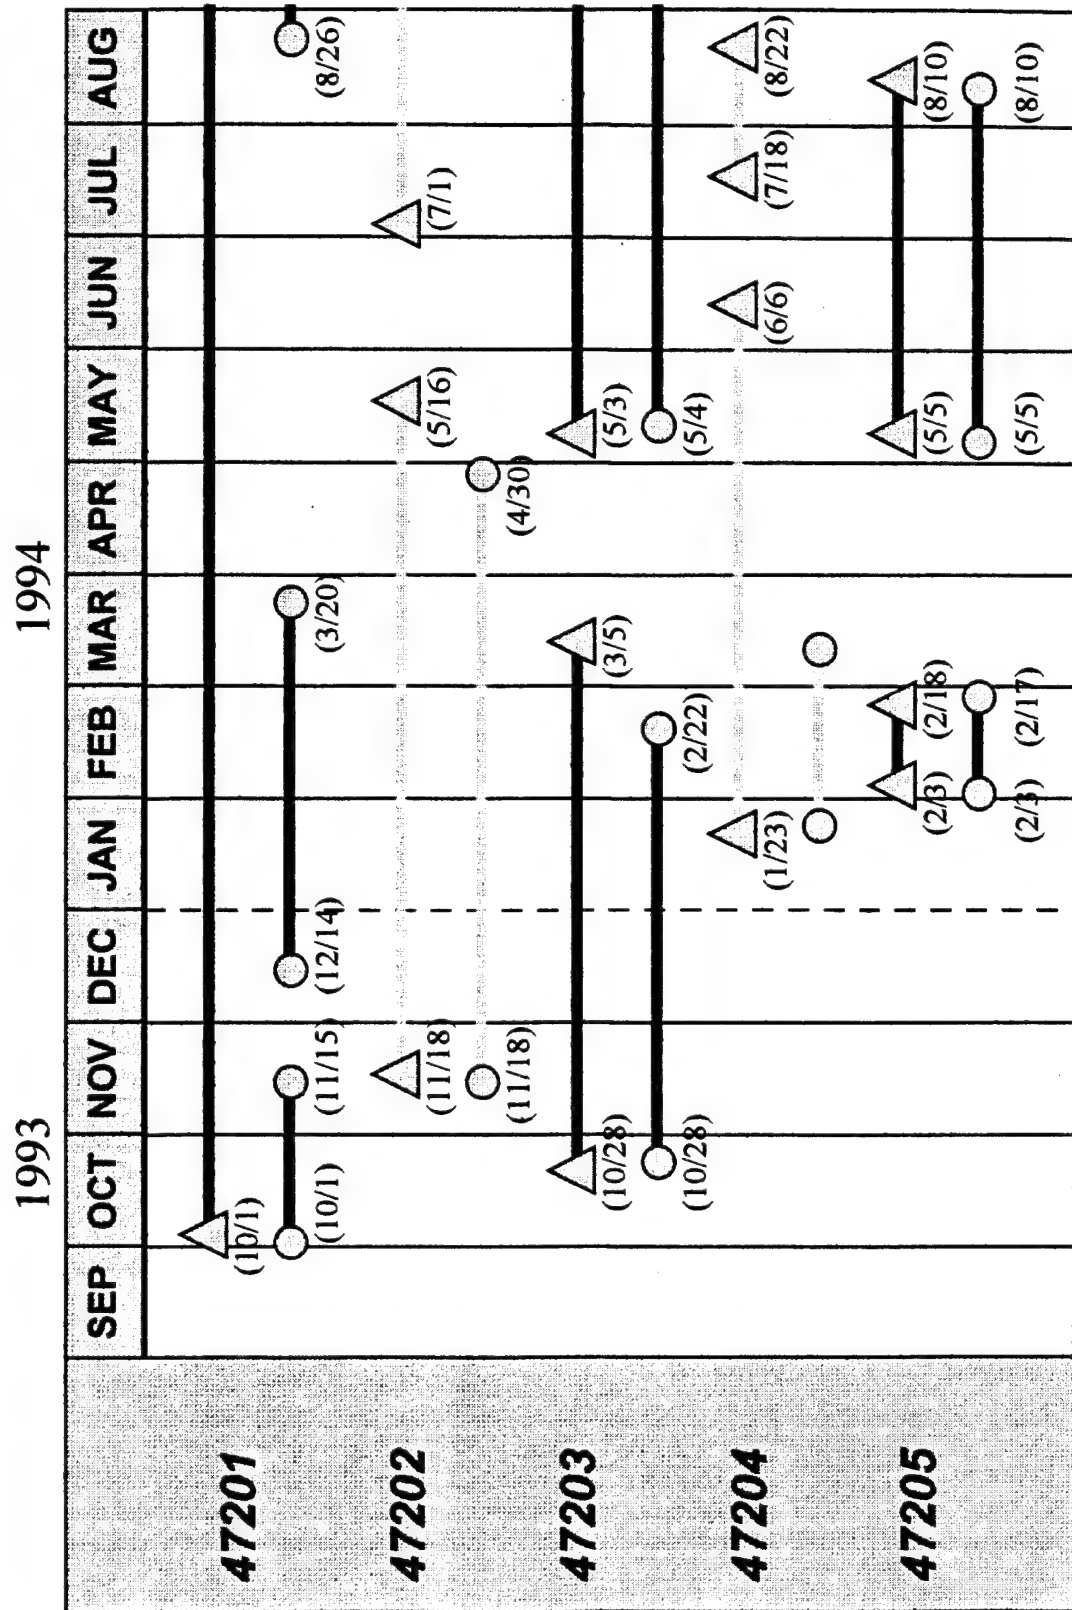 1993 1994
SEP OCT NOV DEC JAN FEB MAR APR MAY JUN JUL AUG
47201
(10/1)
(10/1) (11/15) (12/14) (3/20) (8/26)
47202
(11/18) (5/16) (7/1)
(11/18) (4/30)
47203
(10/28) (3/5) (5/3)
(10/28) (2/22) (5/4)
47204
(1/23) (6/6) (7/18) (8/22)
47205
(2/3) (2/18) (5/5) (8/10)
(2/3) (2/17) (5/5) (8/10)